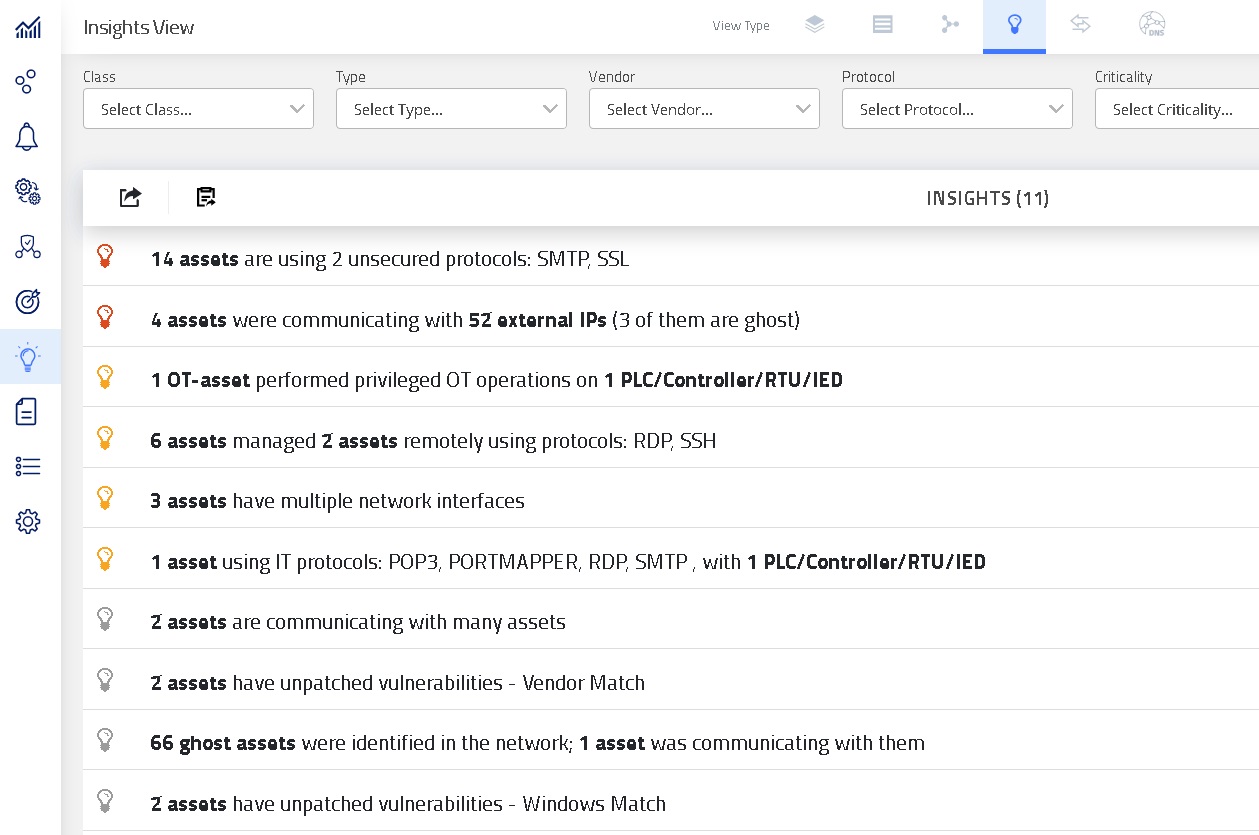 Insights View
View Type
DNS
Class
Type
Vendor
Protocol
Criticality
Select Class...
Select Type...
Select Vendor...
Select Protocol...
Select Criticality...
INSIGHTS (11)
14 assets are using 2 unsecured protocols: SMTP, SSL
4 assets were communicating with 52 external IPs (3 of them are ghost)
1 OT-asset performed privileged OT operations on 1 PLC/Controller/RTU/IED
6 assets managed 2 assets remotely using protocols: RDP, SSH
3 assets have multiple network interfaces
1 asset using IT protocols: POP3, PORTMAPPER, RDP, SMTP , with 1 PLC/Controller/RTU/IED
2 assets are communicating with many assets
2 assets have unpatched vulnerabilities - Vendor Match
66 ghost assets were identified in the network; 1 asset was communicating with them
2 assets have unpatched vulnerabilities - Windows Match